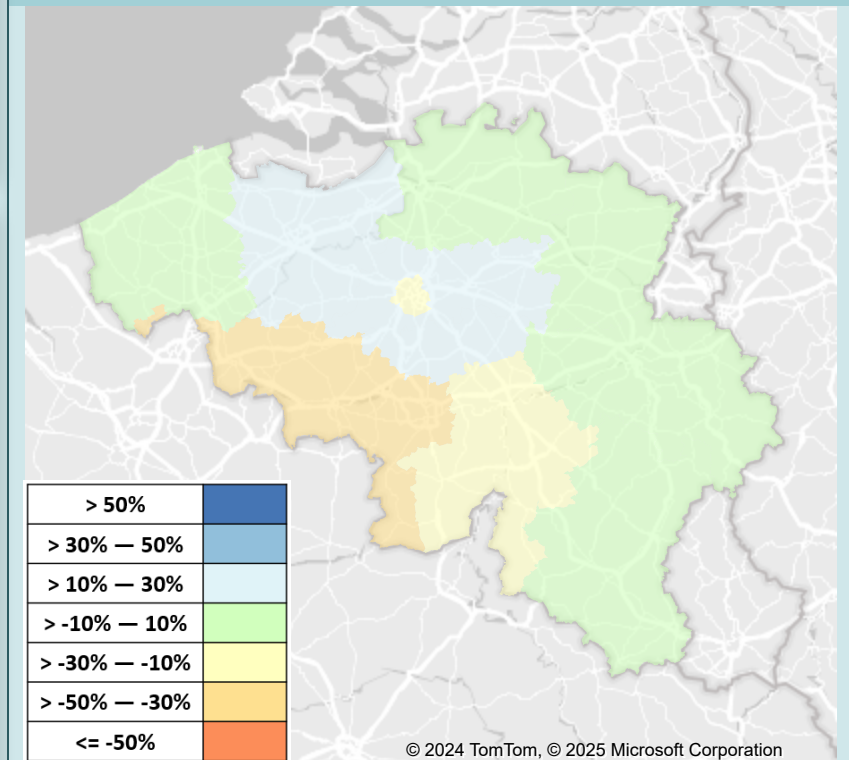 > 50%
> 30% — 50%
> 10% — 30%
> -10% — 10%
> -30% — -10%
> -50% — -30%
<= -50%
© 2024 TomTom, © 2025 Microsoft Corporation